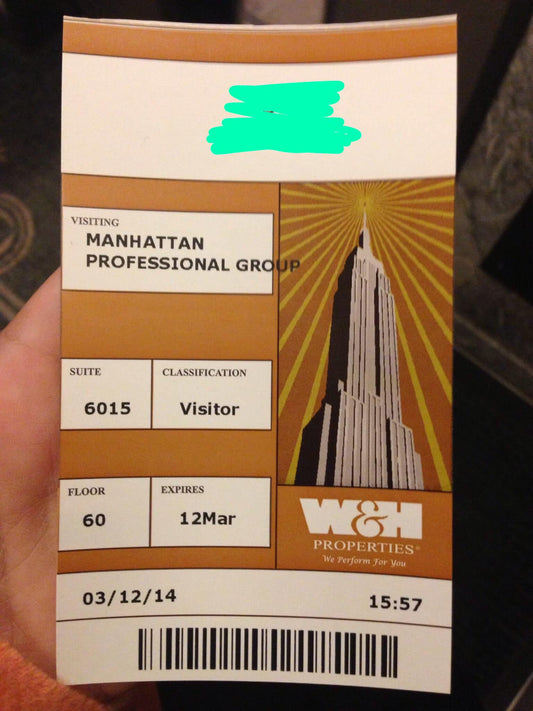 VISITING
MANHATTAN
PROFESSIONAL GROUP
SUITE
6015
CLASSIFICATION
Visitor
FLOOR
60
EXPIRES
12Mar
W&H
PROPERTIES®
We Perform For You
03/12/14
15:57